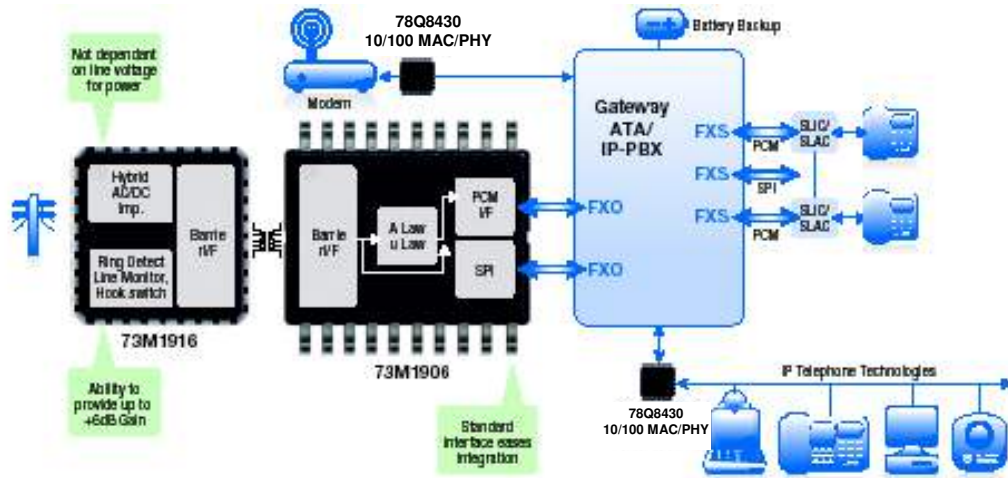 78Q8430
10/100 MAC/PHY
Battery Backup
Not dependent
on line voltage
for power
Modem
Gateway
ATA/
IP-PBX
FXS
PCM
SLIC/
SLAC
FXS
SPI
FXS
PCM
SLIC/
SLAC
Hybrid
AC/DC
Imp.
Barrie
r I/F
Ring Detect
Line Monitor,
Hook switch
73M1916
Barrie
r I/F
A Law
u Law
PCM
I/F
SPI
FXO
FXO
73M1906
Ability to
provide up to
+6dB Gain
Standard
interface eases
integration
78Q8430
10/100 MAC/PHY
IP Telephone Technologies